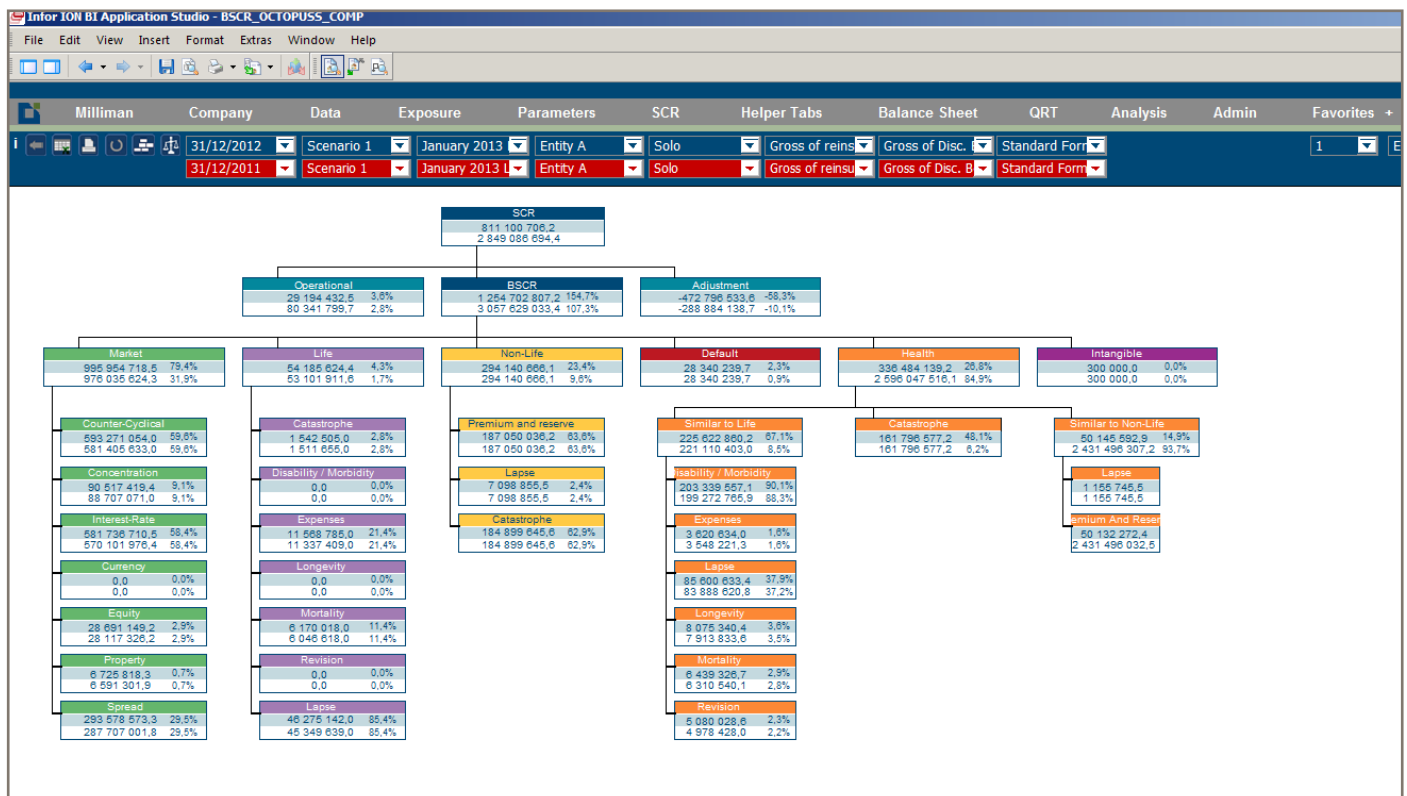 Infor ION BI Application Studio - BSCR_OCTOPUSS_COMP
File Edit View Insert Format Extras Window Help
Milliman Company Data Exposure Parameters SCR Helper Tabs Balance Sheet QRT Analysis Admin Favorites +
i 31/12/2012 Scenario 1 January 2013 Entity A Solo Gross of reins Gross of Disc. Standard Forr 1 E
31/12/2011 Scenario 1 January 2013 L Entity A Solo Gross of reinsu Gross of Disc. B Standard Form
SCR
811 100 706,2
2 849 086 694,4
Operational BSCR Adjustment
29 194 432,5 3,6% 1 254 702 807,2 154,7% -472 796 533,6 -58,3%
80 341 799,7 2,8% 3 057 629 033,4 107,3% -288 884 138,7 -10,1%
Market Life Non-Life Default Health Intangible
995 954 718,5 79,4% 54 185 624,4 4,3% 294 140 666,1 23,4% 28 340 239,7 2,3% 336 484 139,2 26,8% 300 000,0 0,0%
976 035 624,3 31,9% 53 101 911,6 1,7% 294 140 666,1 9,6% 28 340 239,7 0,9% 2 596 047 516,1 84,9% 300 000,0 0,0%
Counter-Cyclical Catastrophe Premium and reserve Similar to Life Catastrophe Similar to Non-Life
593 271 054,0 59,6% 1 542 505,0 2,8% 187 050 036,2 63,6% 225 622 860,2 67,1% 161 796 577,2 48,1% 50 145 592,9 14,9%
581 405 633,0 59,6% 1 511 655,0 2,8% 187 050 036,2 63,6% 221 110 403,0 8,5% 161 796 577,2 6,2% 2 431 496 307,2 93,7%
Concentration Disability / Morbidity Lapse isability / Morbidity Lapse
90 517 419,4 9,1% 0,0 0,0% 7 098 855,5 2,4% 203 339 557,1 90,1% 1 155 745,5
88 707 071,0 9,1% 0,0 0,0% 7 098 855,5 2,4% 199 272 765,9 88,3% 1 155 745,5
Interest-Rate Expenses Catastrophe Expenses emium And Reser
581 736 710,5 58,4% 11 568 785,0 21,4% 184 899 645,6 62,9% 3 620 634,0 1,6% 50 132 272,4
570 101 976,4 58,4% 11 337 409,0 21,4% 184 899 645,6 62,9% 3 548 221,3 1,6% 2 431 496 032,5
Currency Longevity Lapse
0,0 0,0% 0,0 0,0% 85 600 633,4 37,9%
0,0 0,0% 0,0 0,0% 83 888 620,8 37,2%
Equity Mortality Longevity
28 691 149,2 2,9% 6 170 018,0 11,4% 8 075 340,4 3,6%
28 117 326,2 2,9% 6 046 618,0 11,4% 7 913 833,6 3,5%
Property Revision Mortality
6 725 818,3 0,7% 0,0 0,0% 6 439 326,7 2,9%
6 591 301,9 0,7% 0,0 0,0% 6 310 540,1 2,8%
Spread Lapse Revision
293 578 573,3 29,5% 46 275 142,0 85,4% 5 080 028,6 2,3%
287 707 001,8 29,5% 45 349 639,0 85,4% 4 978 428,0 2,2%